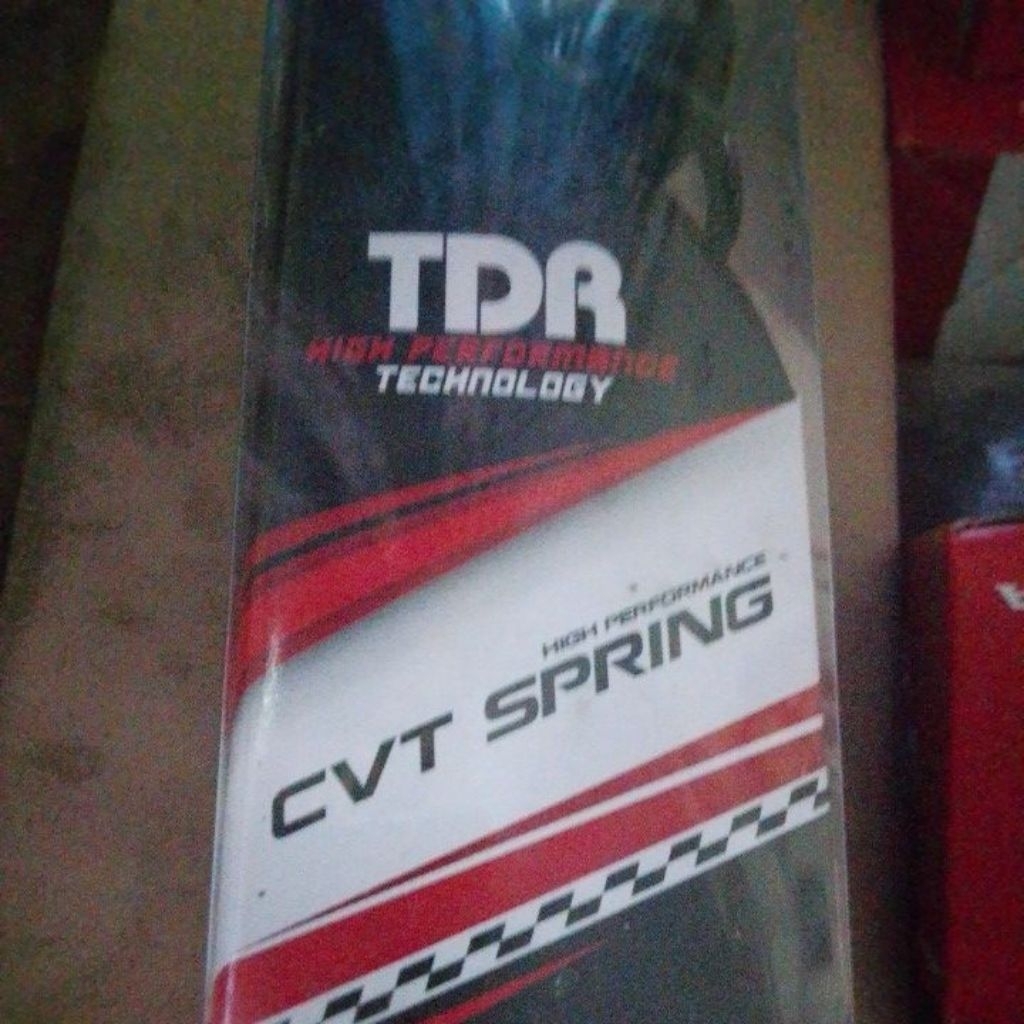 TDR
HIGH PERFORMANCE
TECHNOLOGY
HIGH PERFORMANCE
CVT SPRING